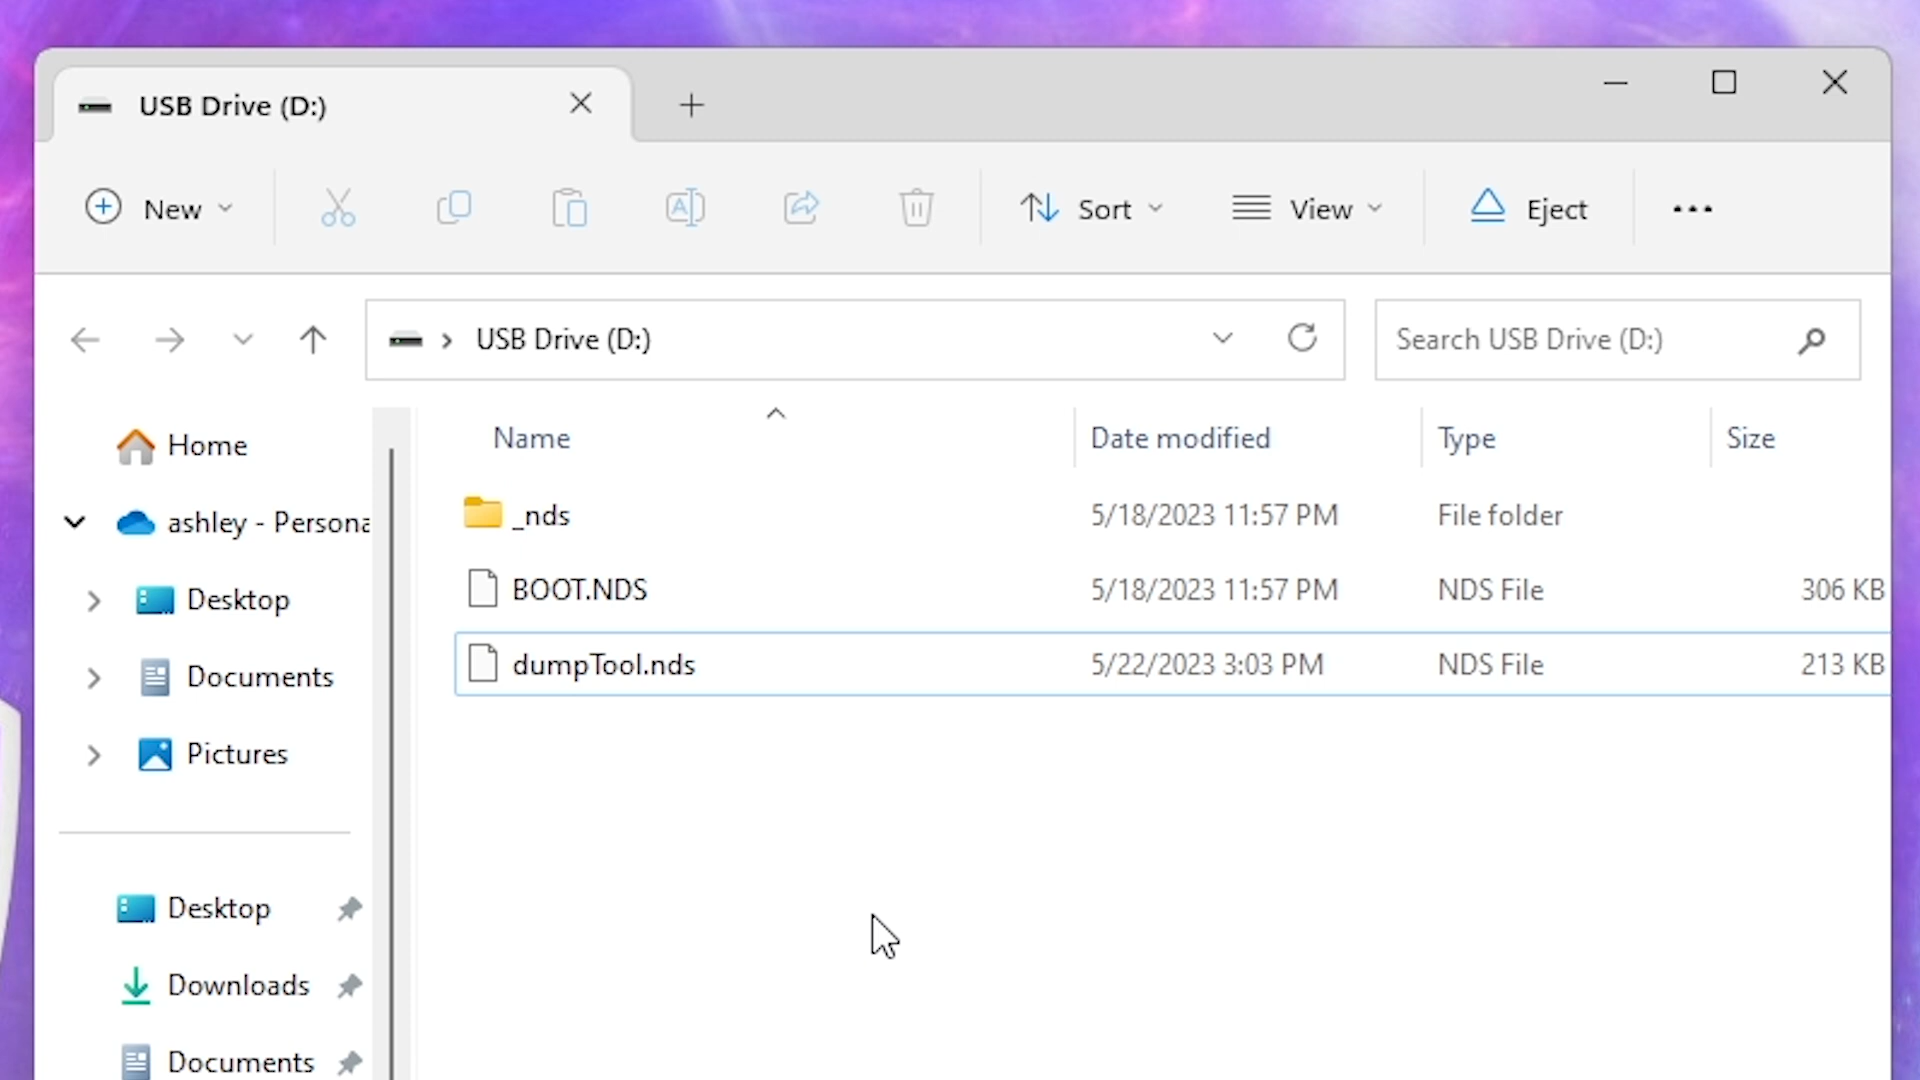 USB Drive (D:)
New
Sort
View
Eject
USB Drive (D:)
Search USB Drive (D:)
Name Date modified Type Size
Home
ashley - Persona
Desktop
Documents
Pictures
Desktop
Downloads
Documents
_nds 5/18/2023 11:57 PM File folder
BOOT.NDS 5/18/2023 11:57 PM NDS File 306 KB
dumpTool.nds 5/22/2023 3:03 PM NDS File 213 KB